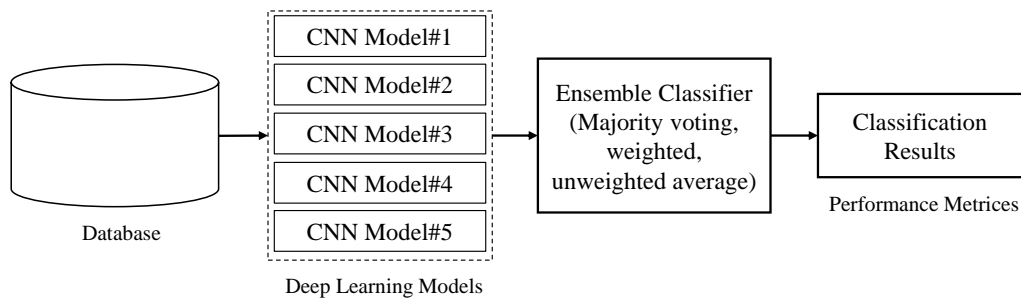 CNN Model#1
CNN Model#2
CNN Model#3
CNN Model#4
CNN Model#5
Database
Deep Learning Models
Ensemble Classifier
(Majority voting,
weighted,
unweighted average)
Classification
Results
Performance Metrices